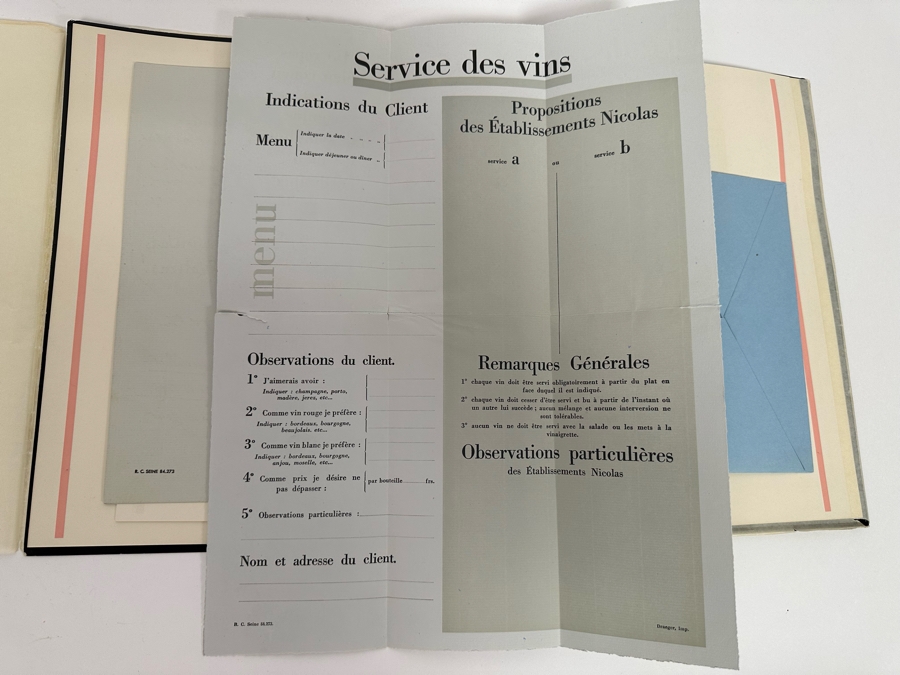 Service des vins
Indications du Client
Menu
Indiquer la date . . . .
Indiquer déjeuner ou dîner ..
menu
Observations du client.
1° J'aimerais avoir :
Indiquer : champagne, porto,
madère, jeres, etc...
2° Comme vin rouge je préfère :
Indiquer : bordeaux, bourgogne,
beaujolais. etc...
3° Comme vin blanc je préfère :
Indiquer : bordeaux, bourgogne,
anjou, moselle, etc...
4° Comme prix je désire ne
pas dépasser :
par bouteille............frs.
5° Observations particulières :
Nom et adresse du client.
R. C. Seine 84.273.
Propositions
des Établissements Nicolas
service a ou service b
Remarques Générales
1° chaque vin doit être servi obligatoirement à partir du plat en
face duquel il est indiqué.
2° chaque vin doit cesser d'être servi et bu à partir de l'instant où
un autre lui succède ; aucun mélange et aucune interversion ne
sont tolérables.
3° aucun vin ne doit être servi avec la salade ou les mets à la
vinaigrette.
Observations particulières
des Établissements Nicolas
Draeger, Imp.
R. C. SEINE 84.273